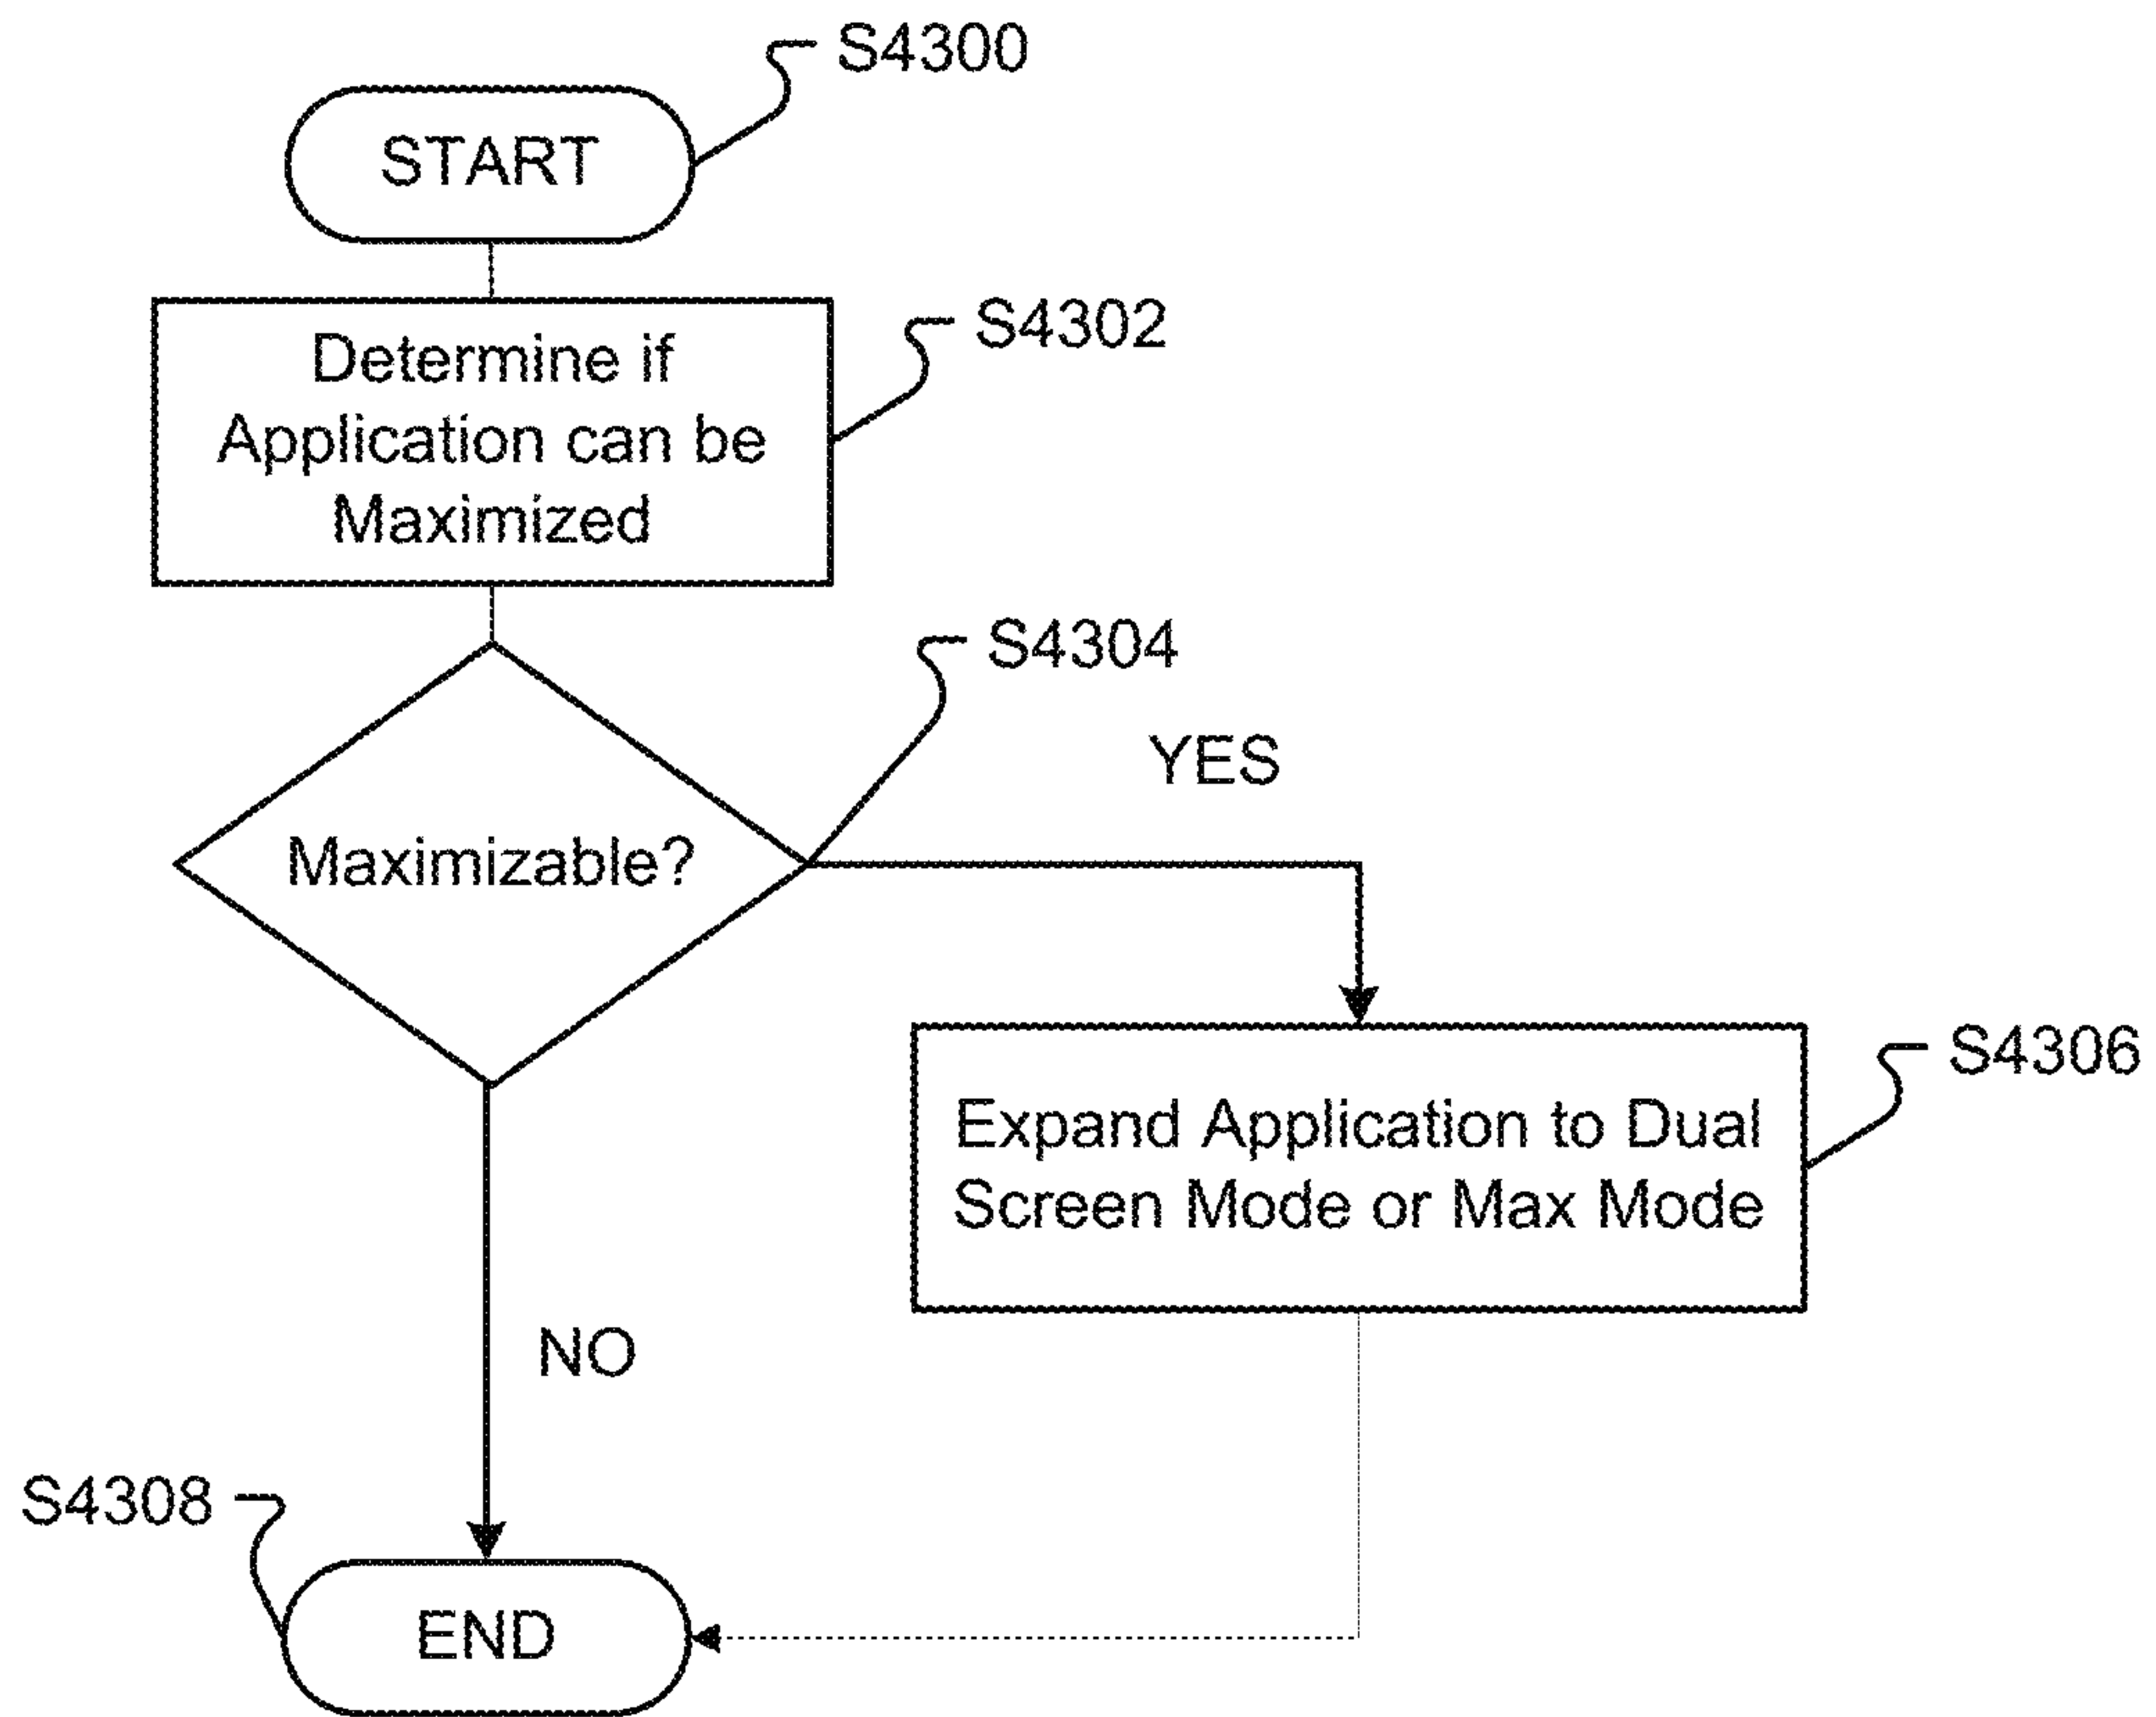 S4300
START
S4302
Determine if
Application can be
Maximized
S4304
YES
Maximizable?
S4306
Expand Application to Dual
Screen Mode or Max Mode
NO
S4308
END